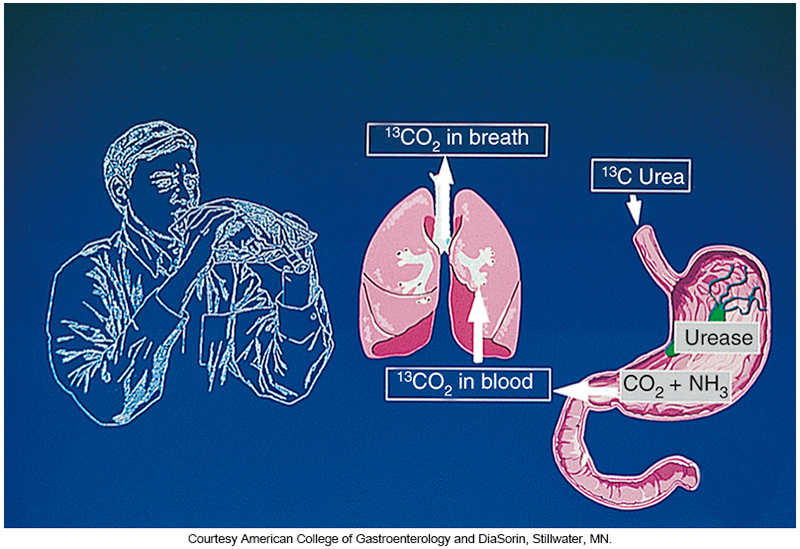 ¹³CO₂ in breath
¹³C Urea
Urease
CO₂ + NH₃
¹³CO₂ in blood
Courtesy American College of Gastroenterology and DiaSorin, Stillwater, MN.